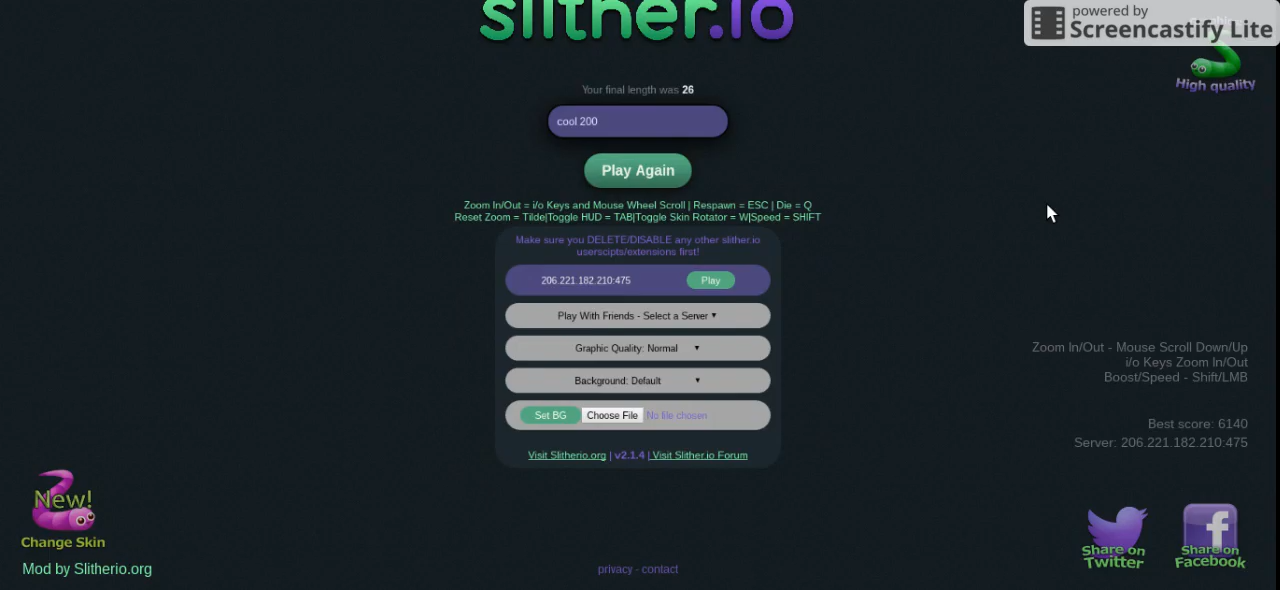 slither.io
powered by
Screencastify Lite
High quality
Your final length was 26
cool 200
Play Again
Zoom In/Out = i/o Keys and Mouse Wheel Scroll | Respawn = ESC | Die = Q
Reset Zoom = Tilde|Toggle HUD = TAB|Toggle Skin Rotator = W|Speed = SHIFT
Make sure you DELETE/DISABLE any other slither.io
userscipts/extensions first!
206.221.182.210:475 Play
Play With Friends - Select a Server
Graphic Quality: Normal
Background: Default
Set BG Choose File No file chosen
Visit Slitherio.org | v2.1.4 | Visit Slither.io Forum
Zoom In/Out - Mouse Scroll Down/Up
i/o Keys Zoom In/Out
Boost/Speed - Shift/LMB
Best score: 6140
Server: 206.221.182.210:475
New!
Change Skin
Mod by Slitherio.org
privacy - contact
Share on
Twitter
Share on
Facebook